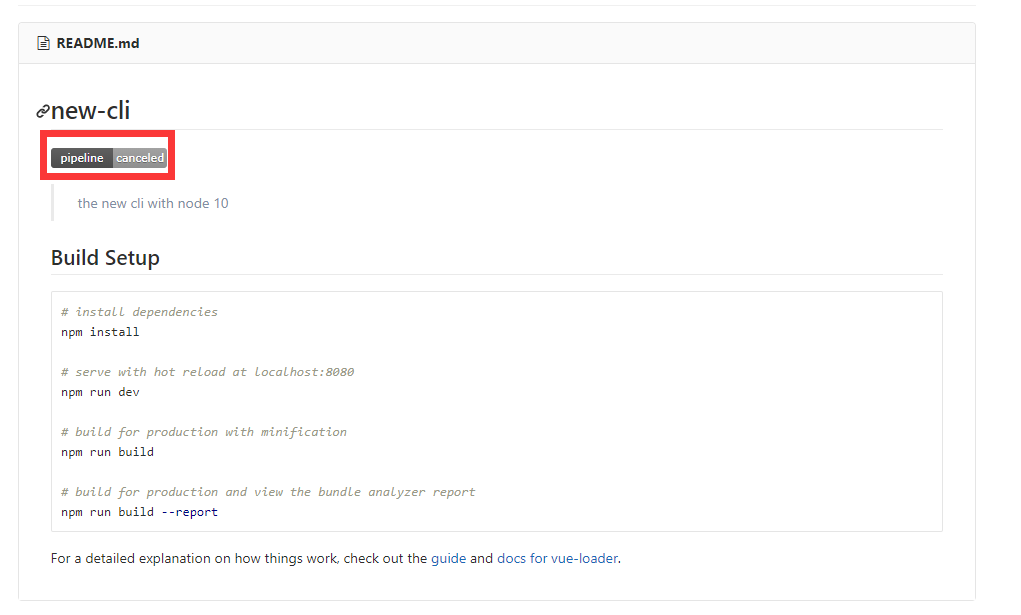 README.md
new-cli
pipeline canceled
the new cli with node 10
Build Setup
# install dependencies
npm install
# serve with hot reload at localhost:8080
npm run dev
# build for production with minification
npm run build
# build for production and view the bundle analyzer report
npm run build --report
For a detailed explanation on how things work, check out the guide and docs for vue-loader.